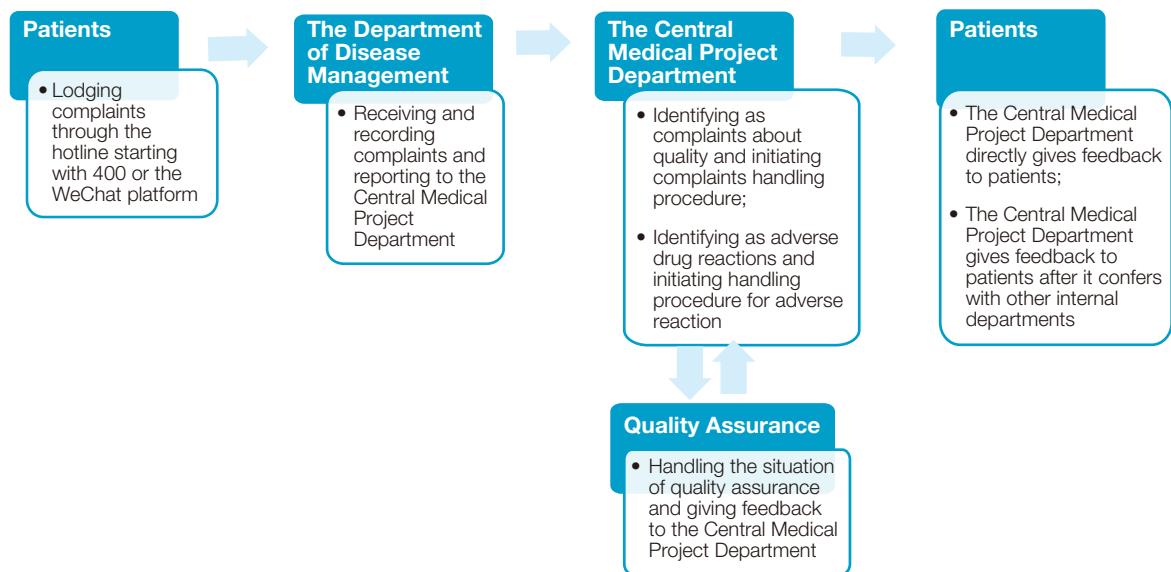 Patients
• Lodging
complaints
through the
hotline starting
with 400 or the
WeChat platform
The Department
of Disease
Management
• Receiving and
recording
complaints and
reporting to the
Central Medical
Project
Department
The Central
Medical Project
Department
• Identifying as
complaints about
quality and initiating
complaints handling
procedure;
• Identifying as adverse
drug reactions and
initiating handling
procedure for adverse
reaction
Patients
• The Central Medical
Project Department
directly gives feedback
to patients;
• The Central Medical
Project Department
gives feedback to
patients after it confers
with other internal
departments
Quality Assurance
• Handling the situation
of quality assurance
and giving feedback
to the Central Medical
Project Department